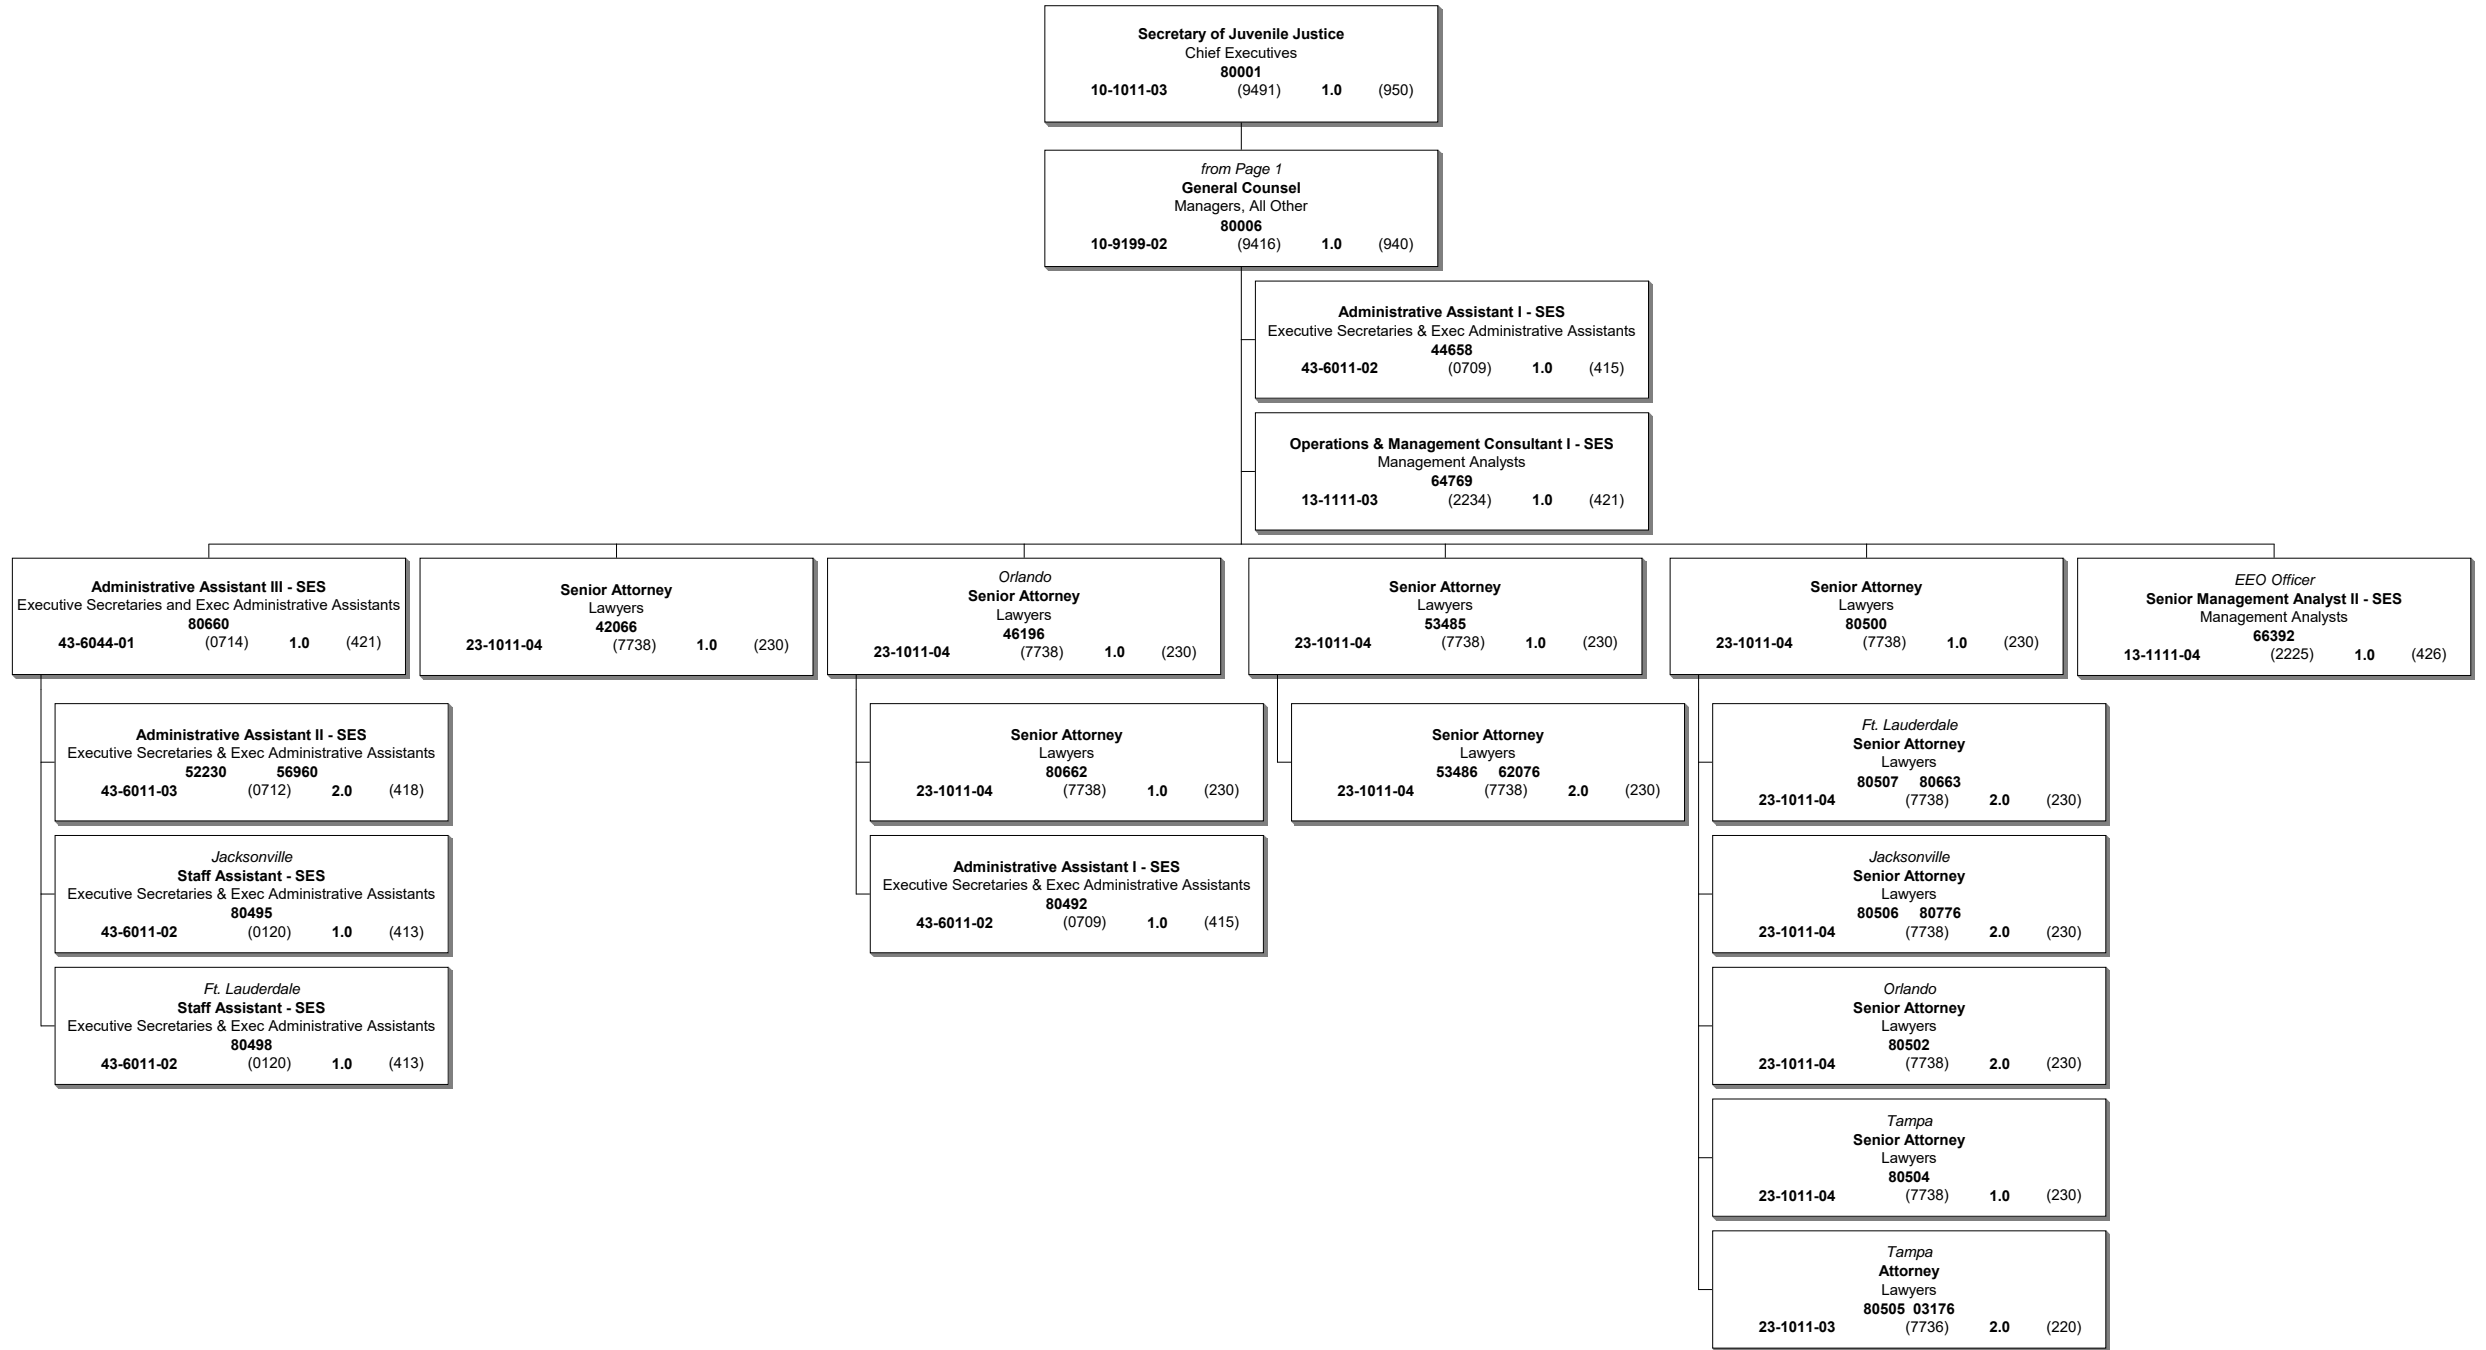 Secretary of Juvenile Justice
Chief Executives
80001
10-1011-03 (9491) 1.0 (950)
from Page 1
General Counsel
Managers, All Other
80006
10-9199-02 (9416) 1.0 (940)
Administrative Assistant I - SES
Executive Secretaries & Exec Administrative Assistants
44658
43-6011-02 (0709) 1.0 (415)
Operations & Management Consultant I - SES
Management Analysts
64769
13-1111-03 (2234) 1.0 (421)
Administrative Assistant III - SES
Executive Secretaries and Exec Administrative Assistants
80660
43-6044-01 (0714) 1.0 (421)
Senior Attorney
Lawyers
42066
23-1011-04 (7738) 1.0 (230)
Orlando
Senior Attorney
Lawyers
46196
23-1011-04 (7738) 1.0 (230)
Senior Attorney
Lawyers
53485
23-1011-04 (7738) 1.0 (230)
Senior Attorney
Lawyers
80500
23-1011-04 (7738) 1.0 (230)
EEO Officer
Senior Management Analyst II - SES
Management Analysts
66392
13-1111-04 (2225) 1.0 (426)
Administrative Assistant II - SES
Executive Secretaries & Exec Administrative Assistants
52230 56960
43-6011-03 (0712) 2.0 (418)
Jacksonville
Staff Assistant - SES
Executive Secretaries & Exec Administrative Assistants
80495
43-6011-02 (0120) 1.0 (413)
Ft. Lauderdale
Staff Assistant - SES
Executive Secretaries & Exec Administrative Assistants
80498
43-6011-02 (0120) 1.0 (413)
Senior Attorney
Lawyers
80662
23-1011-04 (7738) 1.0 (230)
Administrative Assistant I - SES
Executive Secretaries & Exec Administrative Assistants
80492
43-6011-02 (0709) 1.0 (415)
Senior Attorney
Lawyers
53486 62076
23-1011-04 (7738) 2.0 (230)
Ft. Lauderdale
Senior Attorney
Lawyers
80507 80663
23-1011-04 (7738) 2.0 (230)
Jacksonville
Senior Attorney
Lawyers
80506 80776
23-1011-04 (7738) 2.0 (230)
Orlando
Senior Attorney
Lawyers
80502
23-1011-04 (7738) 2.0 (230)
Tampa
Senior Attorney
Lawyers
80504
23-1011-04 (7738) 1.0 (230)
Tampa
Attorney
Lawyers
80505 03176
23-1011-03 (7736) 2.0 (220)